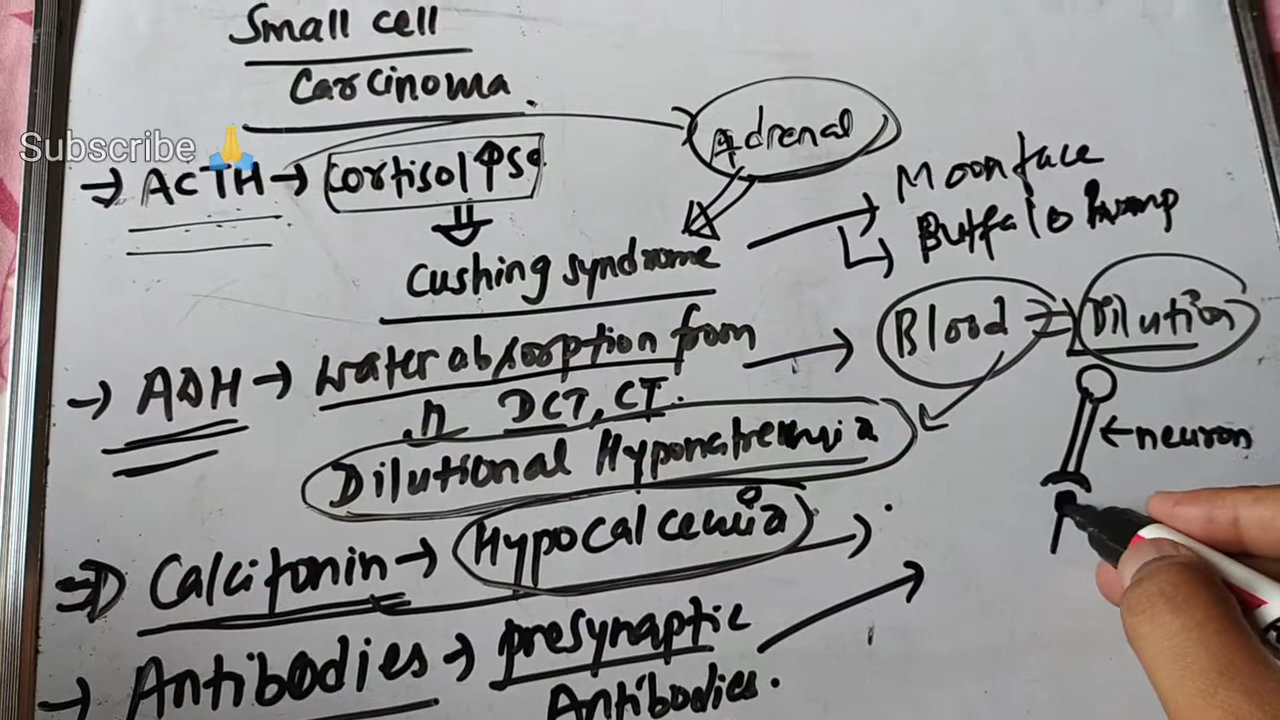 Small cell
Carcinoma.
Subscribe 🙏
→ ACTH → Cortisol ↑se
Adrenal
Moon face
Buffalo hump
Cushing syndrome
→ ADH → water absorption from
DCT, CT.
Blood ⇒ Dilution
Dilutional Hyponatremia
← neuron
⇒ Calcitonin → Hypocalcemia
→ Antibodies → presynaptic
Antibodies.